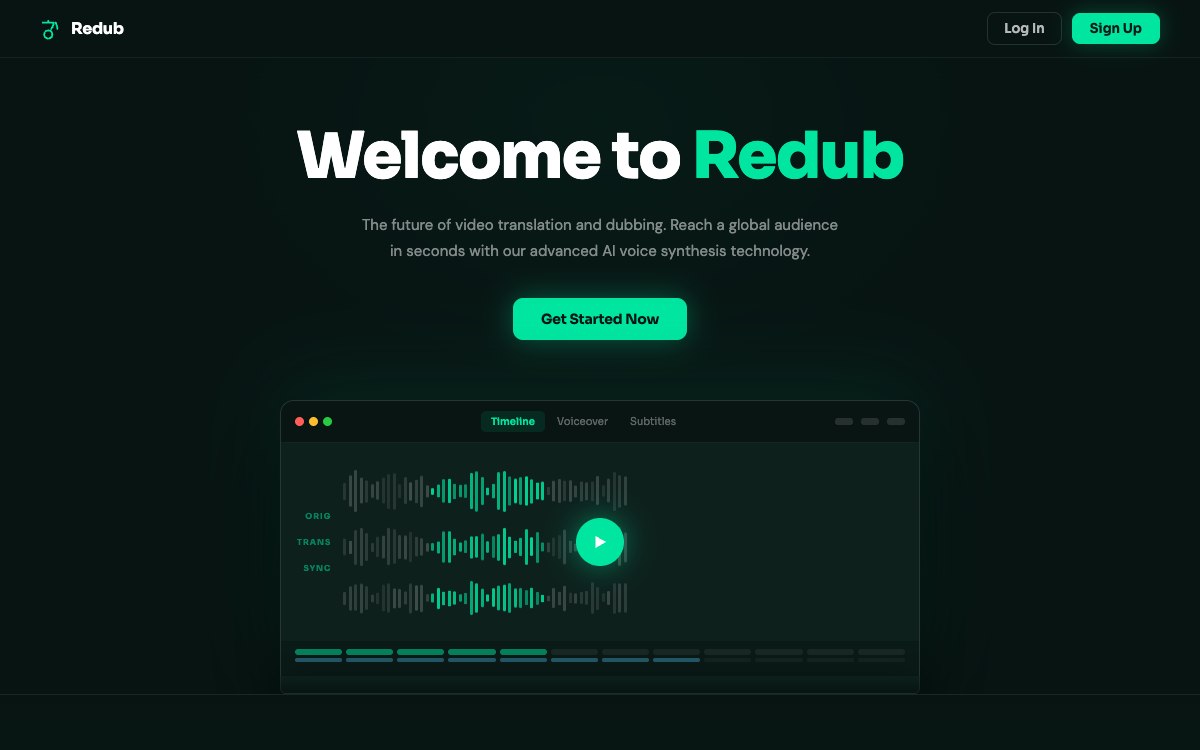 Redub
Log In
Sign Up
Welcome to Redub
The future of video translation and dubbing. Reach a global audience
in seconds with our advanced AI voice synthesis technology.
Get Started Now
Timeline
Voiceover
Subtitles
ORIG
TRANS
SYNC